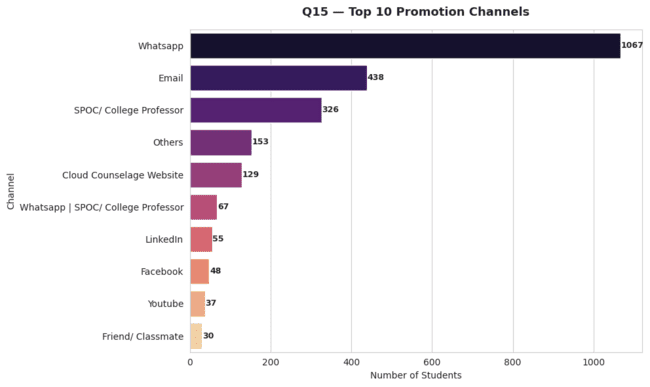 Q15 — Top 10 Promotion Channels
Channel
Whatsapp 1067
Email 438
SPOC/ College Professor 326
Others 153
Cloud Counselage Website 129
Whatsapp | SPOC/ College Professor 67
LinkedIn 55
Facebook 48
Youtube 37
Friend/ Classmate 30
0 200 400 600 800 1000
Number of Students